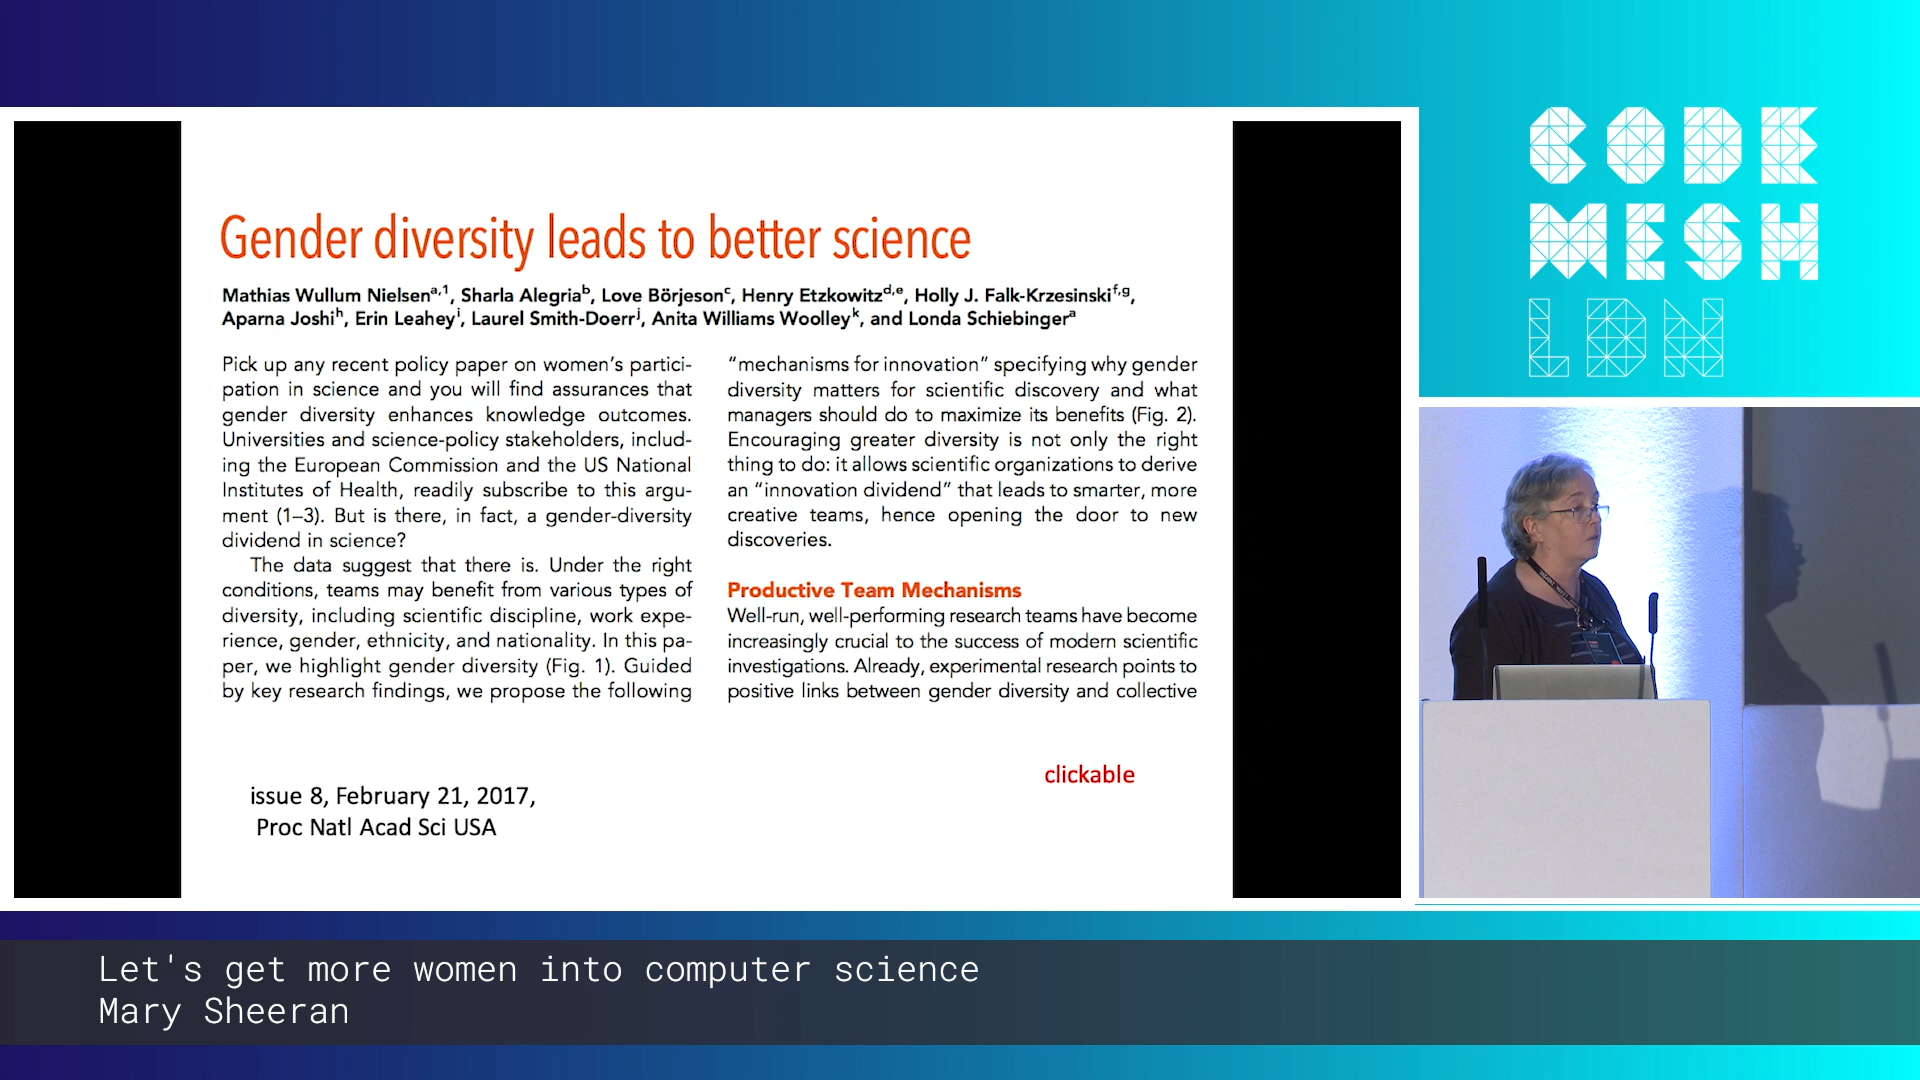 Gender diversity leads to better science
Mathias Wullum Nielsena,1, Sharla Alegriab, Love Börjesonc, Henry Etzkowitzd,e, Holly J. Falk-Krzesinskif,g,
Aparna Joshih, Erin Leaheyi, Laurel Smith-Doerrj, Anita Williams Woolleyk, and Londa Schiebingera
Pick up any recent policy paper on women’s partici-
pation in science and you will find assurances that
gender diversity enhances knowledge outcomes.
Universities and science-policy stakeholders, includ-
ing the European Commission and the US National
Institutes of Health, readily subscribe to this argu-
ment (1–3). But is there, in fact, a gender-diversity
dividend in science?
The data suggest that there is. Under the right
conditions, teams may benefit from various types of
diversity, including scientific discipline, work expe-
rience, gender, ethnicity, and nationality. In this pa-
per, we highlight gender diversity (Fig. 1). Guided
by key research findings, we propose the following
“mechanisms for innovation” specifying why gender
diversity matters for scientific discovery and what
managers should do to maximize its benefits (Fig. 2).
Encouraging greater diversity is not only the right
thing to do: it allows scientific organizations to derive
an “innovation dividend” that leads to smarter, more
creative teams, hence opening the door to new
discoveries.
Productive Team Mechanisms
Well-run, well-performing research teams have become
increasingly crucial to the success of modern scientific
investigations. Already, experimental research points to
positive links between gender diversity and collective
clickable
issue 8, February 21, 2017,
Proc Natl Acad Sci USA
CODE
MESH
LDN
Let's get more women into computer science
Mary Sheeran